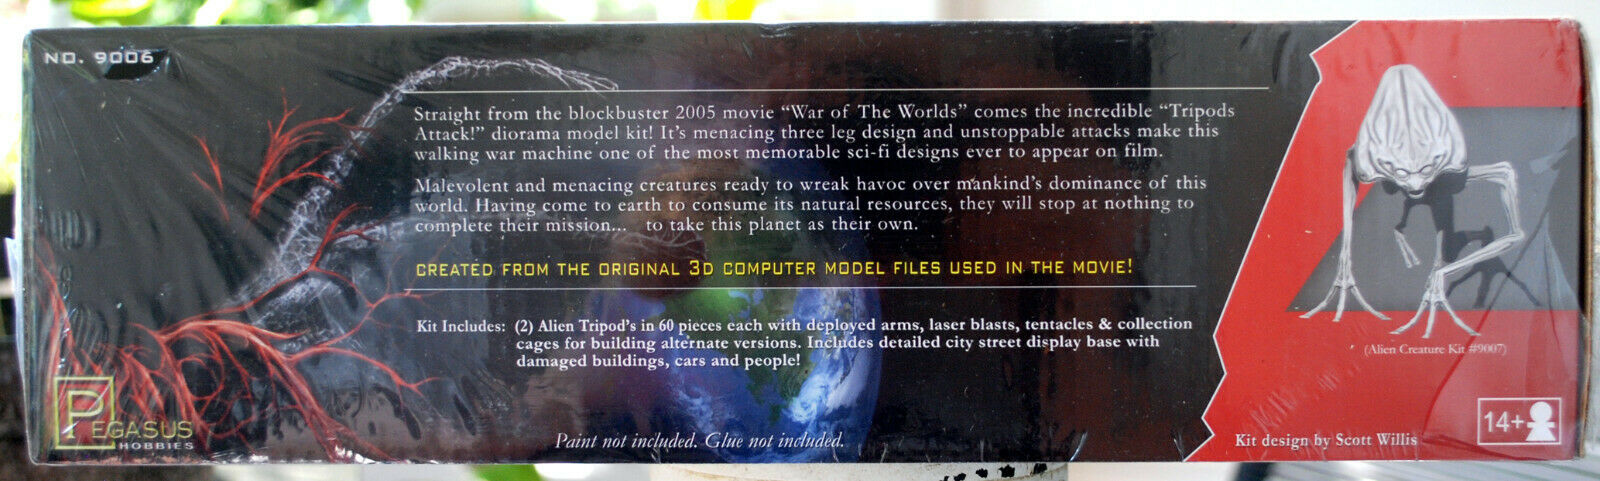 NO. 9006
Straight from the blockbuster 2005 movie “War of The Worlds” comes the incredible “Tripods
Attack!” diorama model kit! It's menacing three leg design and unstoppable attacks make this
walking war machine one of the most memorable sci-fi designs ever to appear on film.
Malevolent and menacing creatures ready to wreak havoc over mankind's dominance of this
world. Having come to earth to consume its natural resources, they will stop at nothing to
complete their mission... to take this planet as their own.
CREATED FROM THE ORIGINAL 3D COMPUTER MODEL FILES USED IN THE MOVIE!
Kit Includes: (2) Alien Tripod's in 60 pieces each with deployed arms, laser blasts, tentacles & collection
cages for building alternate versions. Includes detailed city street display base with
damaged buildings, cars and people!
Paint not included. Glue not included.
PEGASUS
HOBBIES
(Alien Creature Kit #9007)
14+
Kit design by Scott Willis